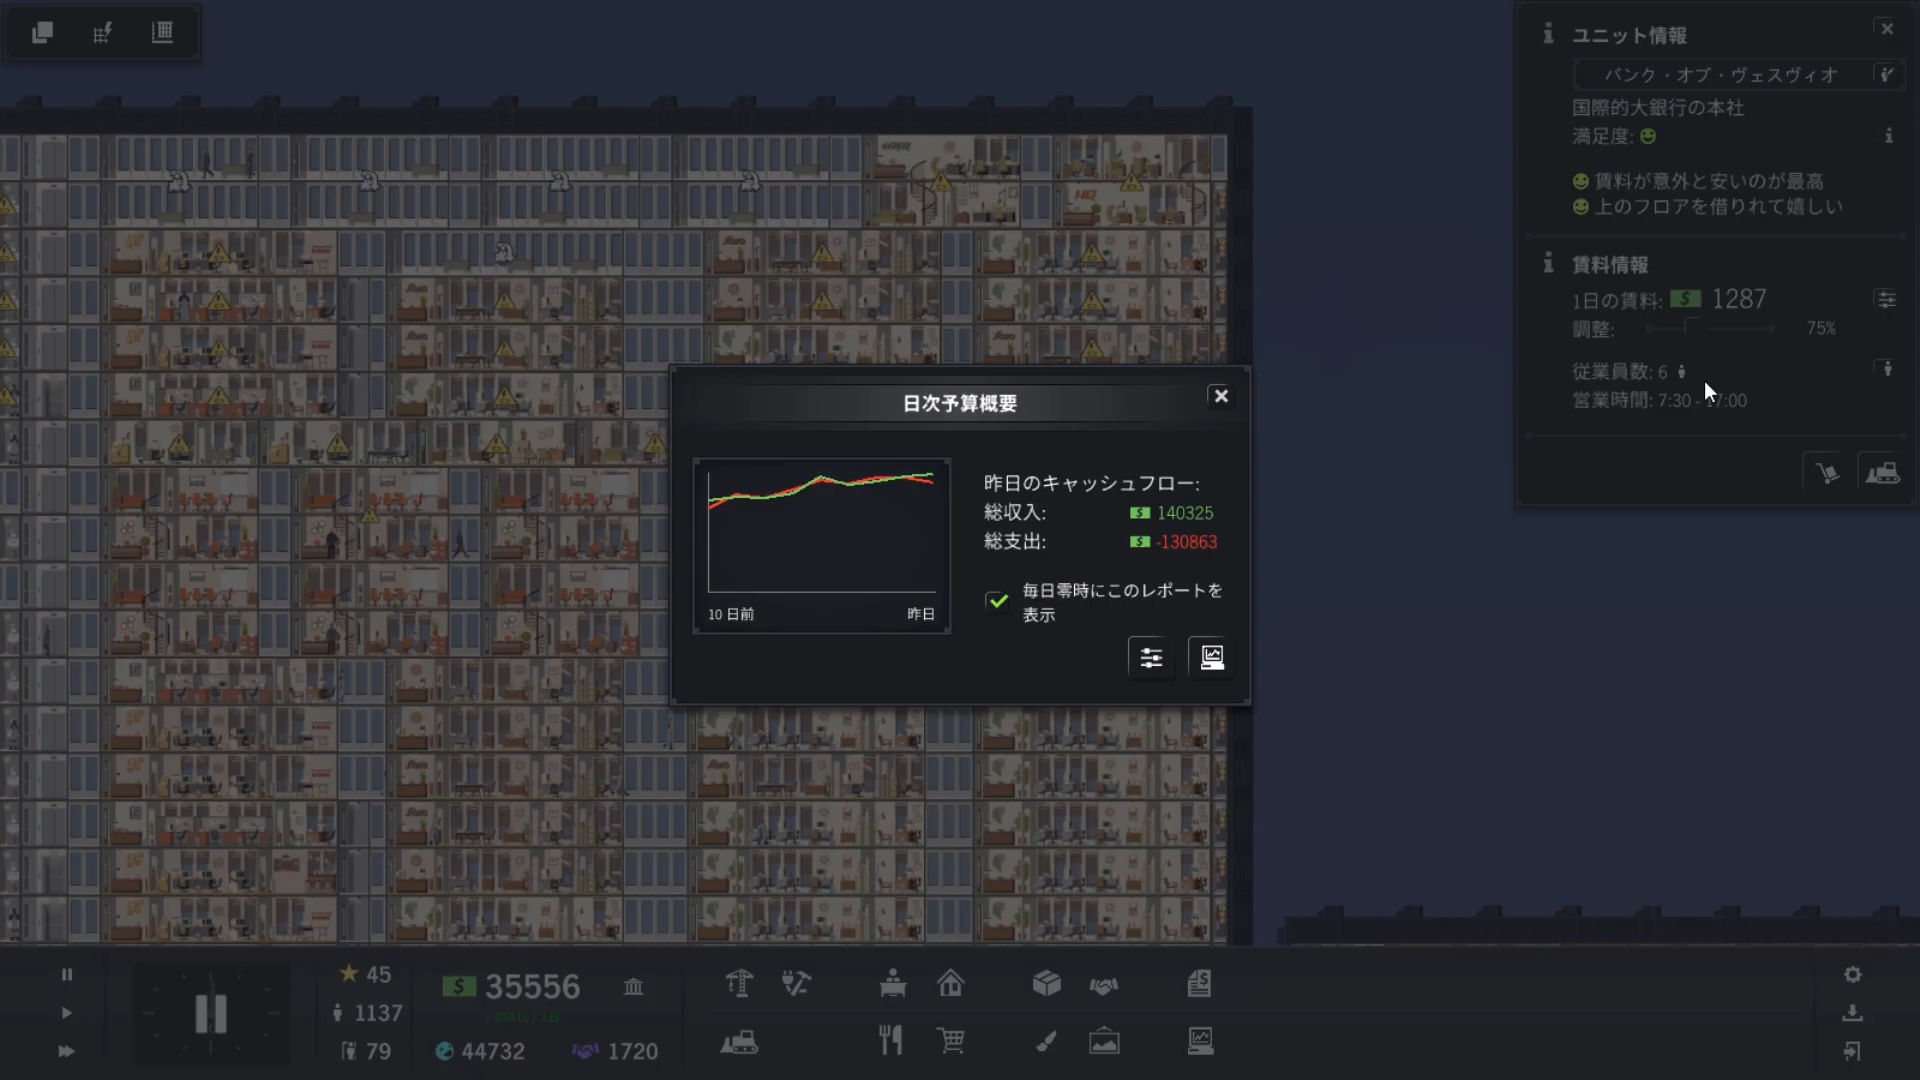 ユニット情報
バンク・オブ・ヴェスヴィオ
国際的大銀行の本社
満足度:
賃料が意外と安いのが最高
上のフロアを借りれて嬉しい
賃料情報
1日の賃料: 1287
調整: 75%
従業員数: 6
営業時間: 7:30 - 17:00
日次予算概要
昨日のキャッシュフロー:
総収入: 140325
総支出: -130863
毎日零時にこのレポートを
表示
10 日前 昨日
45
1137
79
35556
44732 1720